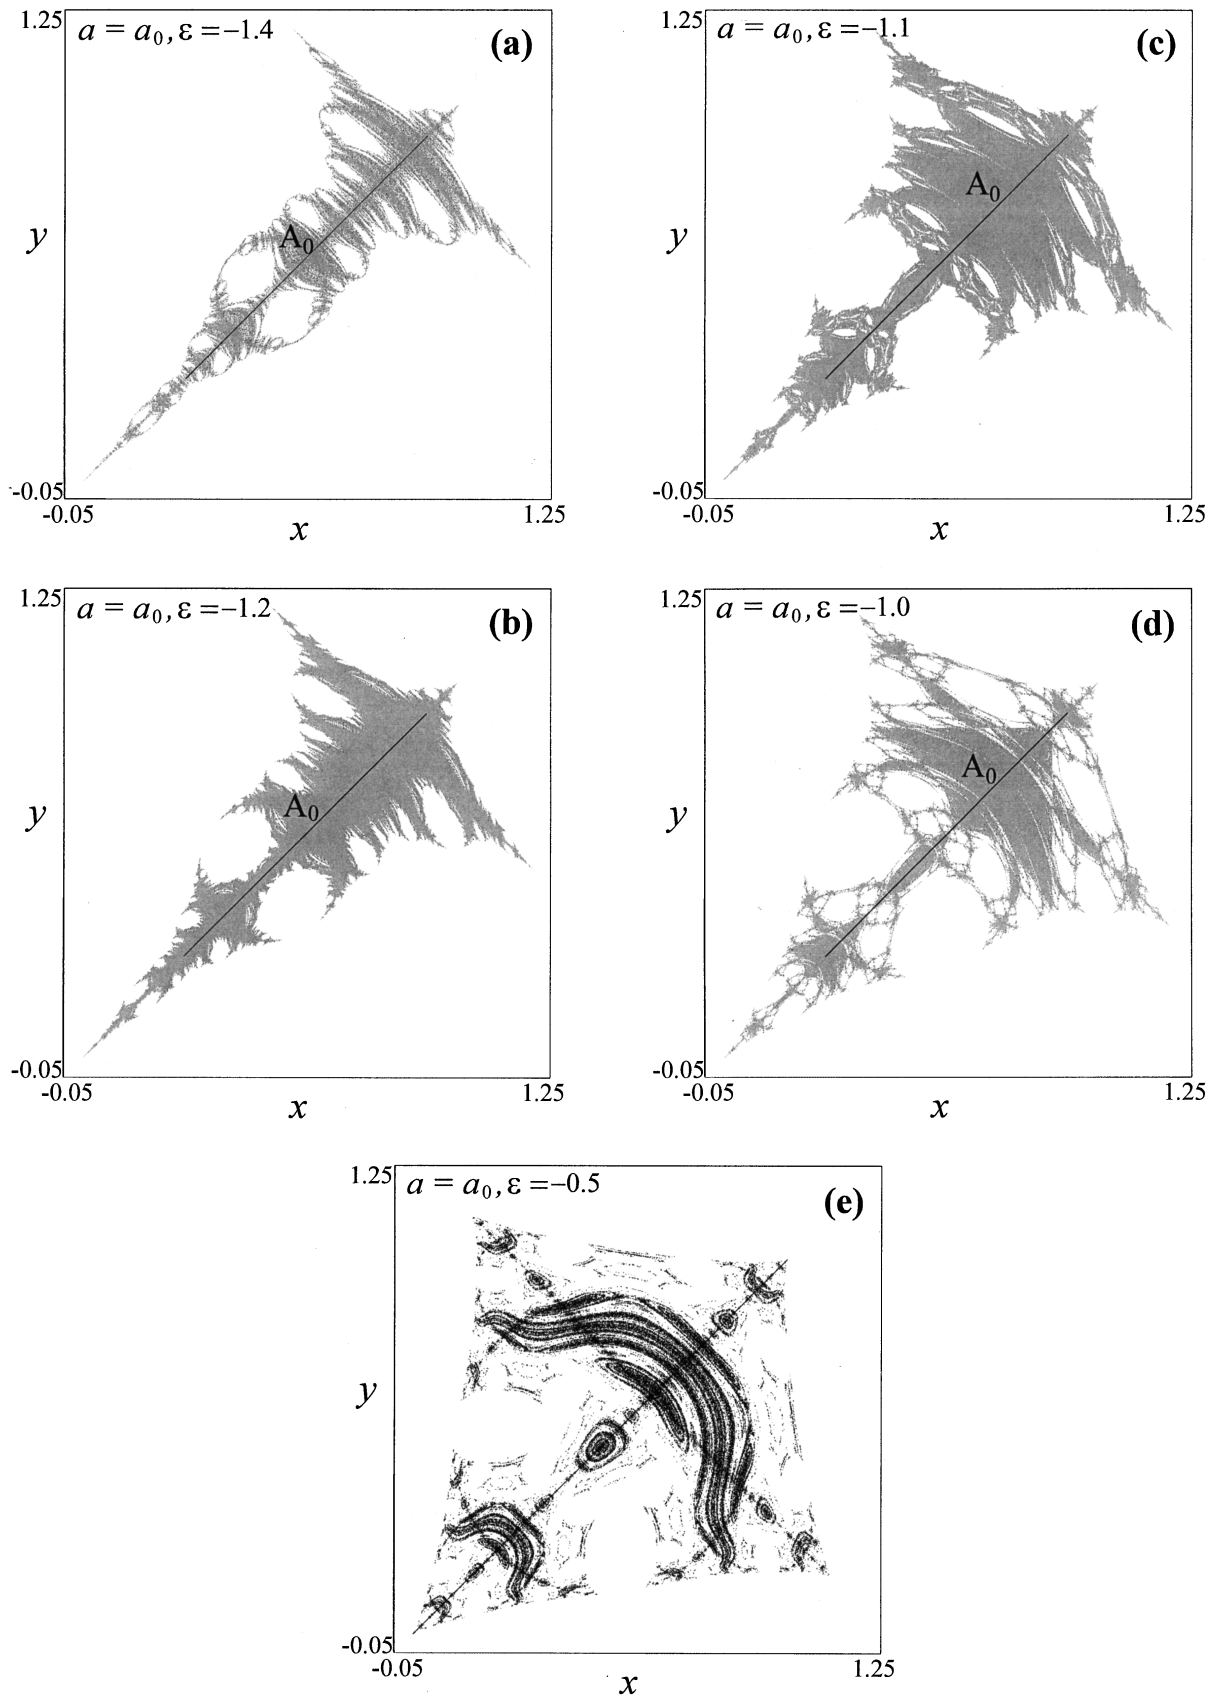 1.25
a = a₀, ε = −1.4
(a)
y
A₀
-0.05
-0.05
x
1.25
1.25
a = a₀, ε = −1.1
(c)
A₀
-0.05
-0.05
x
1.25
1.25
a = a₀, ε = −1.2
(b)
y
A₀
-0.05
-0.05
x
1.25
1.25
a = a₀, ε = −1.0
(d)
A₀
-0.05
-0.05
x
1.25
1.25
a = a₀, ε = −0.5
(e)
y
-0.05
-0.05
x
1.25